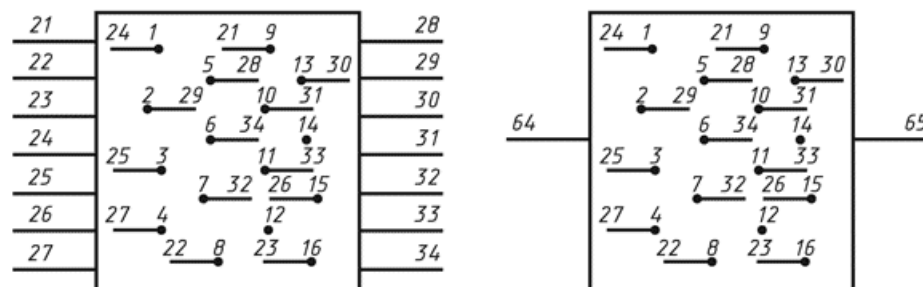 21 24 1 21 9 28 24 1 21 9
22 5 28 13 30 29 5 28 13 30
23 2 29 10 31 30 2 29 10 31
24 6 34 14 31 64 6 34 14 65
25 25 3 11 33 32 25 3 11 33
26 7 32 26 15 33 7 32 26 15
27 27 4 12 34 27 4 12
22 8 23 16 22 8 23 16